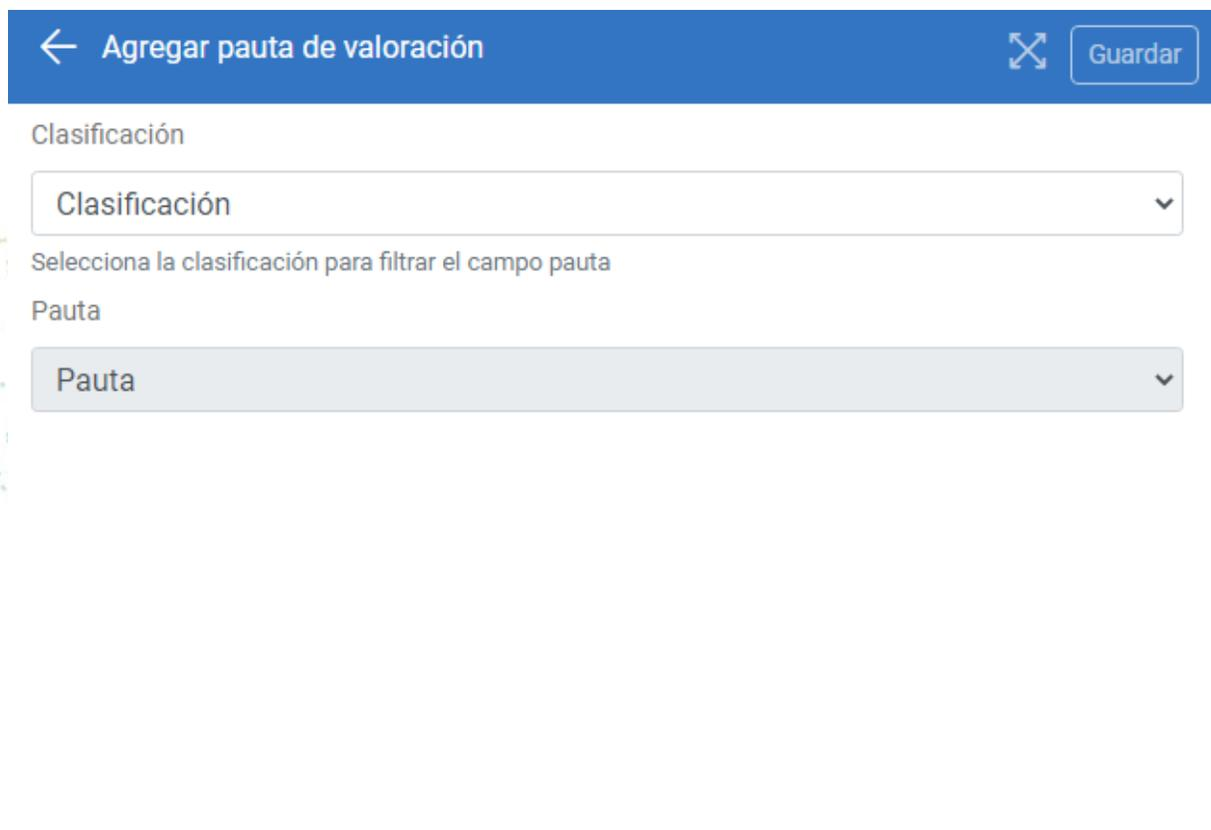 Agregar pauta de valoración
Guardar
Clasificación
Clasificación
Selecciona la clasificación para filtrar el campo pauta
Pauta
Pauta